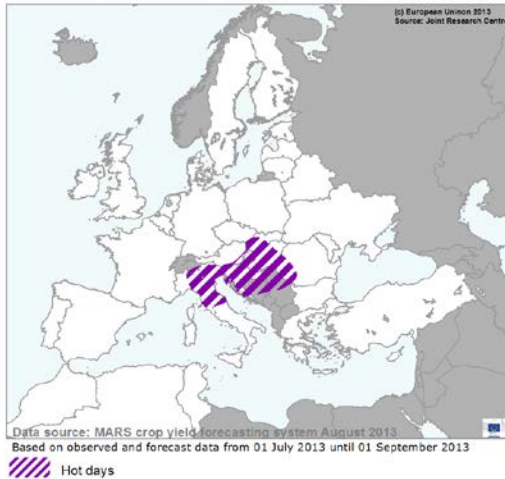 (c) European Uninon 2013
Source: Joint Research Centre
Data source: MARS crop yield forecasting system August 2013
Based on observed and forecast data from 01 July 2013 until 01 September 2013
Hot days